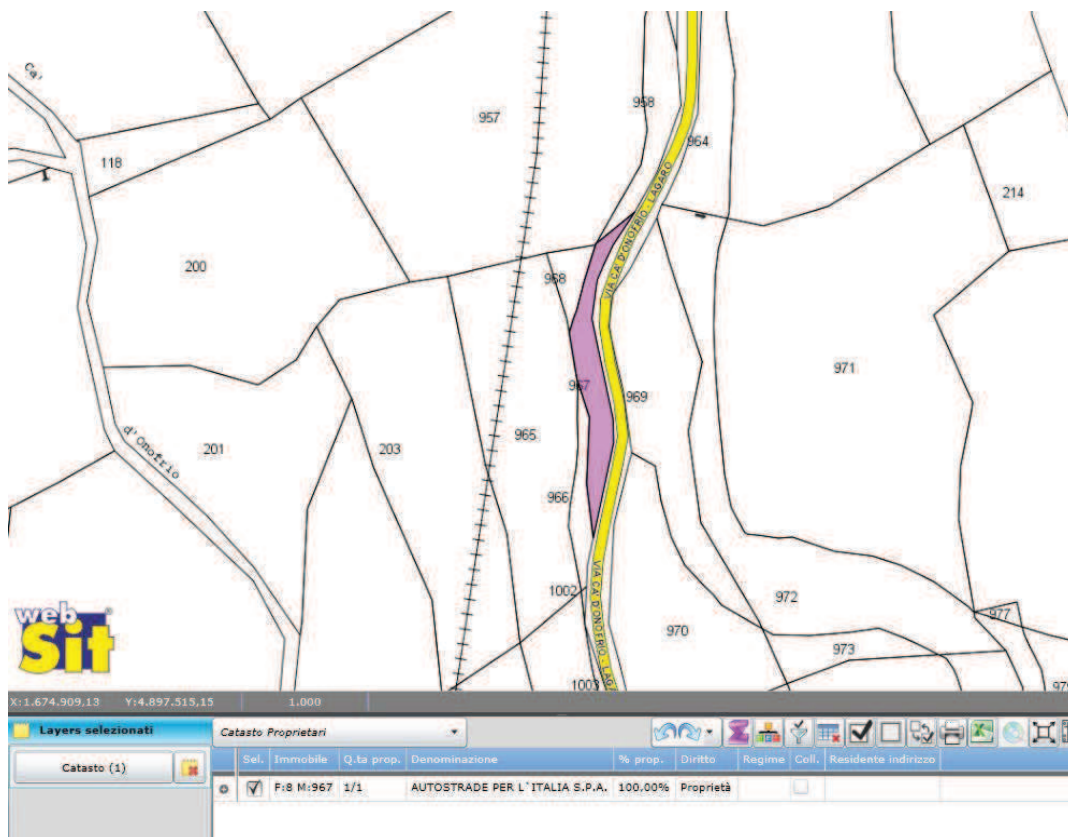 Ca'
118
957
958
964
214
200
968
VIA CA' D'ONOFRIO - LAGARO
971
967
969
201
d'Onofrio
203
965
966
1002
972
970
977
973
1003
VIA CA' D'ONOFRIO - LAGA
web Sit
X:1.674.909,13 Y:4.897.515,15 1.000
Layers selezionati
Catasto Proprietari
Catasto (1)
Sel. Immobile Q.ta prop. Denominazione % prop. Diritto Regime Coll. Residente indirizzo
F:8 M:967 1/1 AUTOSTRADE PER L`ITALIA S.P.A. 100,00% Proprietà